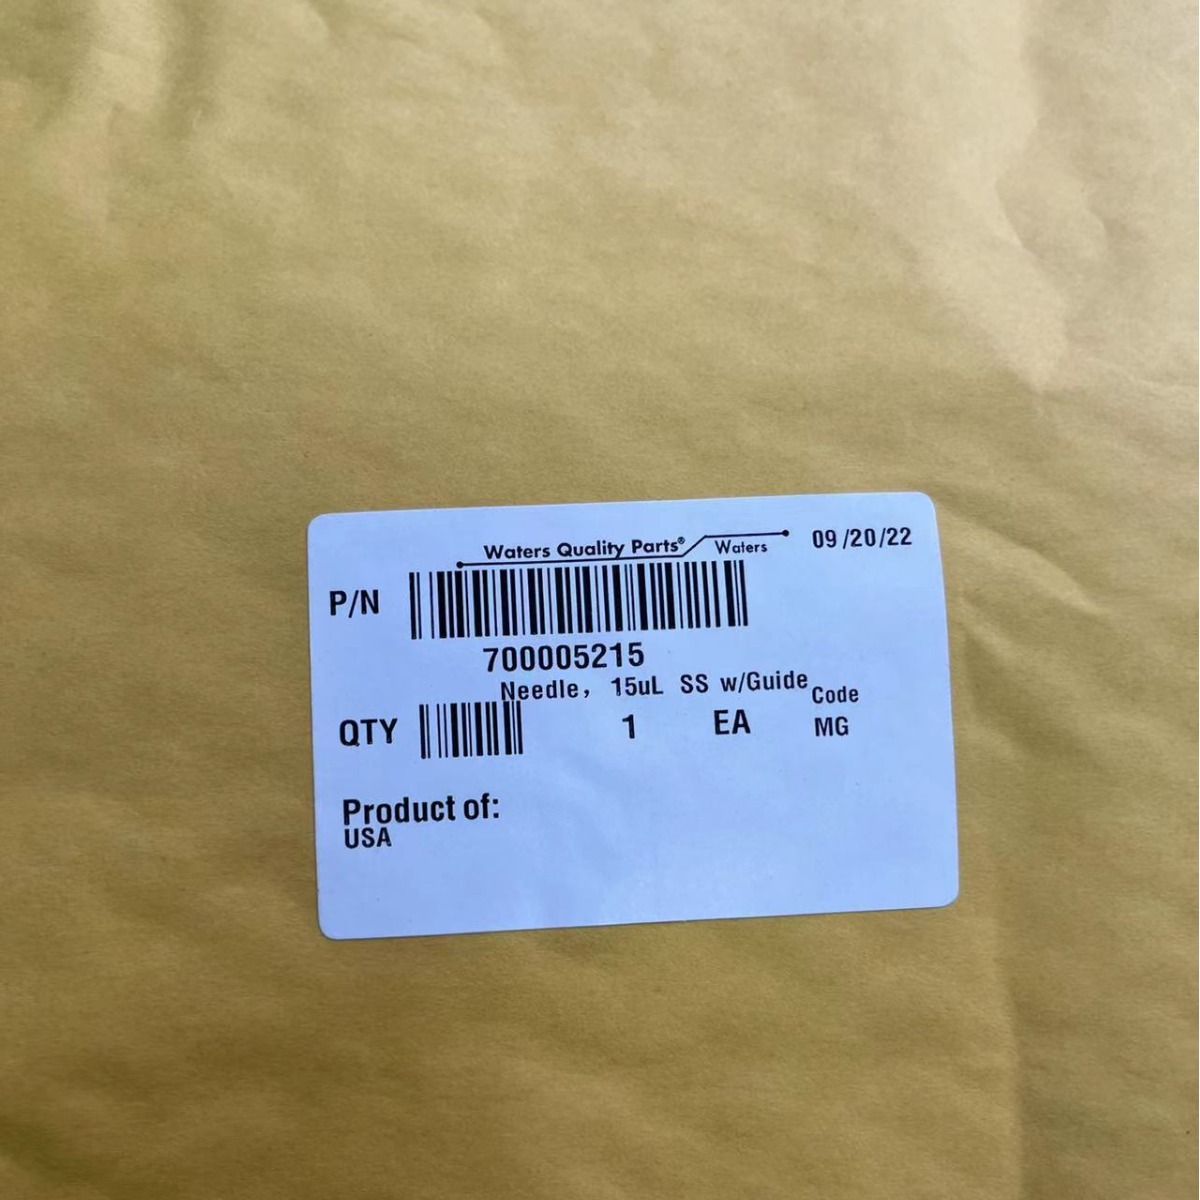 Waters Quality Parts® Waters 09/20/22
P/N
700005215
Needle, 15uL SS w/Guide Code
QTY 1 EA MG
Product of:
USA